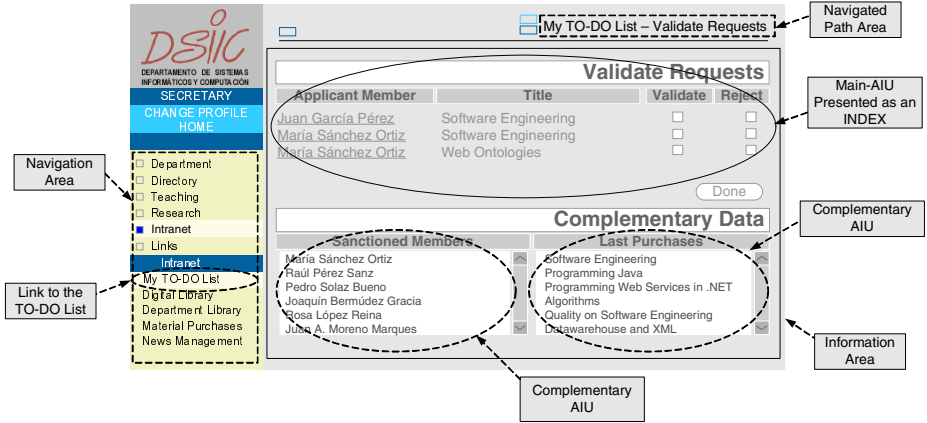 DSIC
DEPARTAMENTO DE SISTEMAS
INFORMÁTICOS Y COMPUTACIÓN
SECRETARY
CHANGE PROFILE
HOME
Navigation
Area
Department
Directory
Teaching
Research
Intranet
Links
Intranet
My TO-DO List
Digital Library
Department Library
Material Purchases
News Management
Link to the
TO-DO List
My TO-DO List – Validate Requests
Navigated
Path Area
Validate Requests
Applicant Member Title Validate Reject
Juan García Pérez Software Engineering
María Sánchez Ortiz Software Engineering
María Sánchez Ortiz Web Ontologies
Done
Main-AIU
Presented as an
INDEX
Complementary Data
Sanctioned Members
María Sánchez Ortiz
Raúl Pérez Sanz
Pedro Solaz Bueno
Joaquín Bermúdez Gracia
Rosa López Reina
Juan A. Moreno Marques
Last Purchases
Software Engineering
Programming Java
Programming Web Services in .NET
Algorithms
Quality on Software Engineering
Datawarehouse and XML
Complementary
AIU
Information
Area
Complementary
AIU